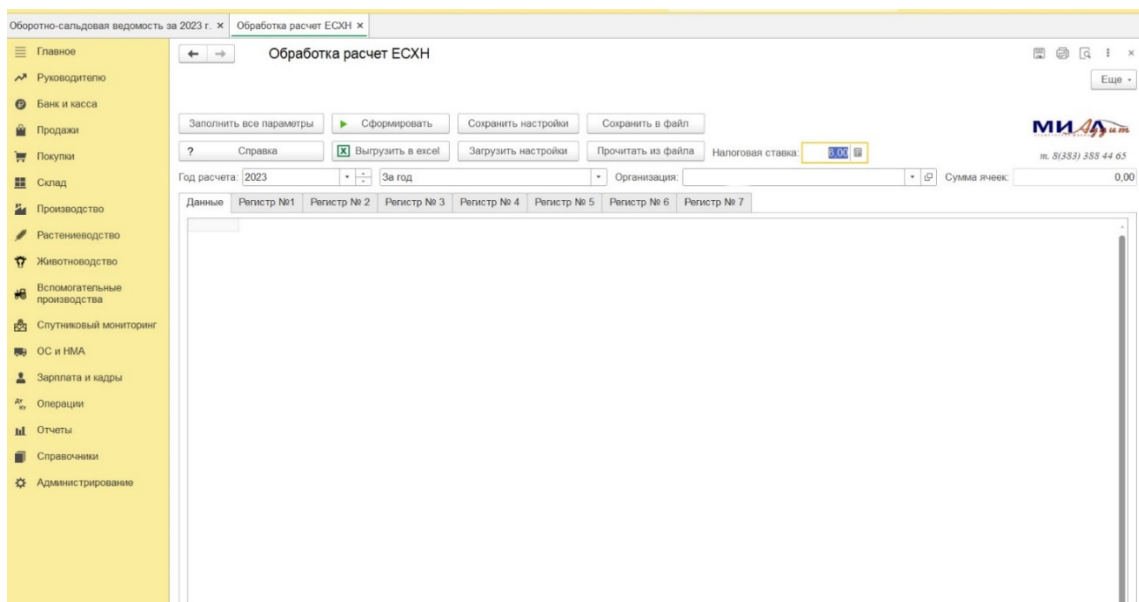 Оборотно-сальдовая ведомость за 2023 г. × Обработка расчет ЕСХН ×
Главное
Руководителю
Банк и касса
Продажи
Покупки
Склад
Производство
Растениеводство
Животноводство
Вспомогательные
производства
Спутниковый мониторинг
ОС и НМА
Зарплата и кадры
Операции
Отчеты
Справочники
Администрирование
Обработка расчет ЕСХН
Еще
Заполнить все параметры Сформировать Сохранить настройки Сохранить в файл
МИАудит
? Справка Выгрузить в excel Загрузить настройки Прочитать из файла Налоговая ставка: 6,00
т. 8(383) 388 44 65
Год расчета: 2023 За год Организация: Сумма ячеек: 0,00
Данные Регистр №1 Регистр № 2 Регистр № 3 Регистр № 4 Регистр № 5 Регистр № 6 Регистр № 7